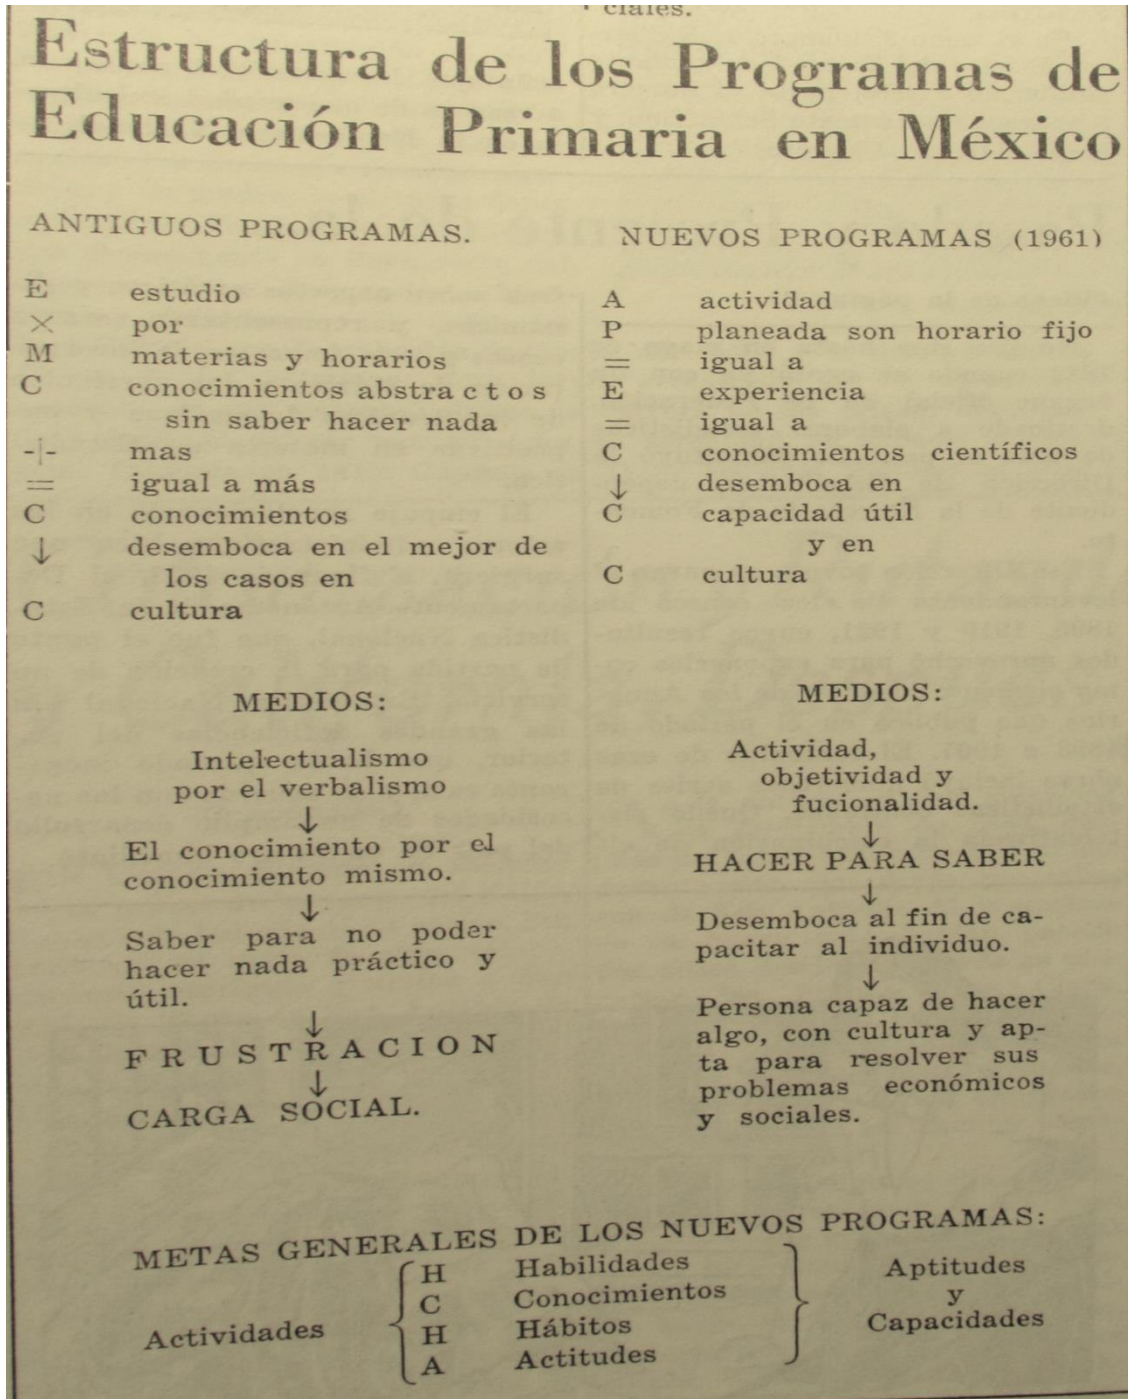 ciales.
Estructura de los Programas de
Educación Primaria en México
ANTIGUOS PROGRAMAS.
E estudio
× por
M materias y horarios
C conocimientos abstractos
sin saber hacer nada
-|- mas
= igual a más
C conocimientos
↓ desemboca en el mejor de
los casos en
C cultura
MEDIOS:
Intelectualismo
por el verbalismo
↓
El conocimiento por el
conocimiento mismo.
↓
Saber para no poder
hacer nada práctico y
útil.
↓
FRUSTRACION
↓
CARGA SOCIAL.
NUEVOS PROGRAMAS (1961)
A actividad
P planeada son horario fijo
= igual a
E experiencia
= igual a
C conocimientos científicos
↓ desemboca en
C capacidad útil
y en
C cultura
MEDIOS:
Actividad,
objetividad y
fucionalidad.
↓
HACER PARA SABER
↓
Desemboca al fin de ca-
pacitar al individuo.
↓
Persona capaz de hacer
algo, con cultura y ap-
ta para resolver sus
problemas económicos
y sociales.
METAS GENERALES DE LOS NUEVOS PROGRAMAS:
Actividades
H Habilidades
C Conocimientos
H Hábitos
A Actitudes
Aptitudes
y
Capacidades